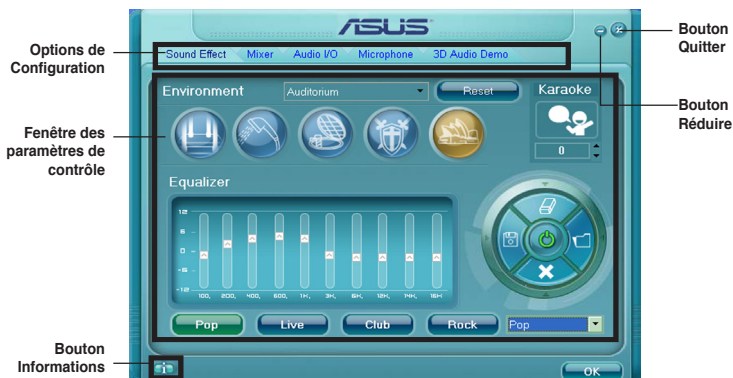 ASUS
Bouton
Quitter
Options de
Configuration
Sound Effect Mixer Audio I/O Microphone 3D Audio Demo
Environment Auditorium Reset Karaoke
Bouton
Réduire
Fenêtre des
paramètres de
contrôle
0
Equalizer
12
6
0
-6
-12
100, 200, 400, 600, 1K, 3K, 6K, 12K, 14K, 16K
Pop Live Club Rock Pop
Bouton
Informations
i
OK